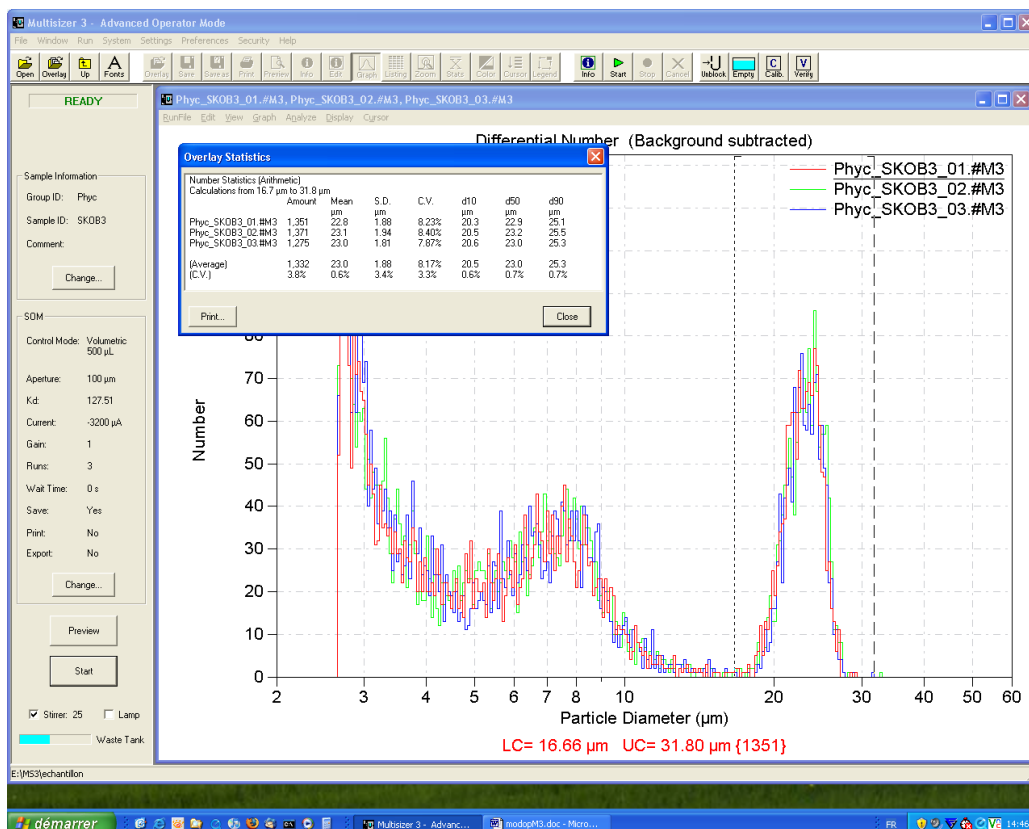 Multisizer 3 - Advanced Operator Mode
File Window Run System Settings Preferences Security Help
Open Overlay Up Fonts Overlay Save Save as Print Preview Info Edit Graph Listing Zoom Stats Color Cursor Legend Info Start Stop Cancel Unblock Empty Calib. Verify
READY
Sample Information
Group ID: Phyc
Sample ID: SKOB3
Comment:
Change...
SOM
Control Mode: Volumetric
500 µL
Aperture: 100 µm
Kd: 127.51
Current: -3200 µA
Gain: 1
Runs: 3
Wait Time: 0 s
Save: Yes
Print: No
Export: No
Change...
Preview
Start
Stirrer: 25 Lamp
Waste Tank
Phyc_SKOB3_01.#M3, Phyc_SKOB3_02.#M3, Phyc_SKOB3_03.#M3
RunFile Edit View Graph Analyze Display Cursor
Differential Number (Background subtracted)
Phyc_SKOB3_01.#M3
Phyc_SKOB3_02.#M3
Phyc_SKOB3_03.#M3
Overlay Statistics
Number Statistics (Arithmetic)
Calculations from 16.7 µm to 31.8 µm
Amount Mean S.D. C.V. d10 d50 d90
µm µm µm µm µm
Phyc_SKOB3_01.#M3 1,351 22.8 1.88 8.23% 20.3 22.9 25.1
Phyc_SKOB3_02.#M3 1,371 23.1 1.94 8.40% 20.5 23.2 25.5
Phyc_SKOB3_03.#M3 1,275 23.0 1.81 7.87% 20.6 23.0 25.3
(Average) 1,332 23.0 1.88 8.17% 20.5 23.0 25.3
(C.V.) 3.8% 0.6% 3.4% 3.3% 0.6% 0.7% 0.7%
Print... Close
80
70
60
50
40
30
20
10
0
Number
2 3 4 5 6 7 8 10 20 30 40 50 60
Particle Diameter (µm)
LC= 16.66 µm UC= 31.80 µm {1351}
E:\MS3\echantillon
démarrer Multisizer 3 - Advanc... modopM3.doc - Micro... FR 14:46